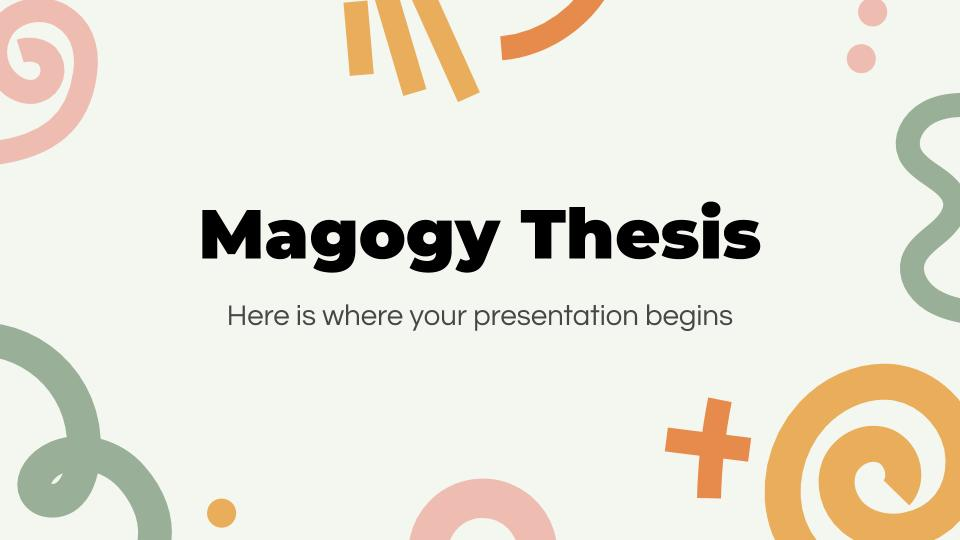 Magogy Thesis
Here is where your presentation begins